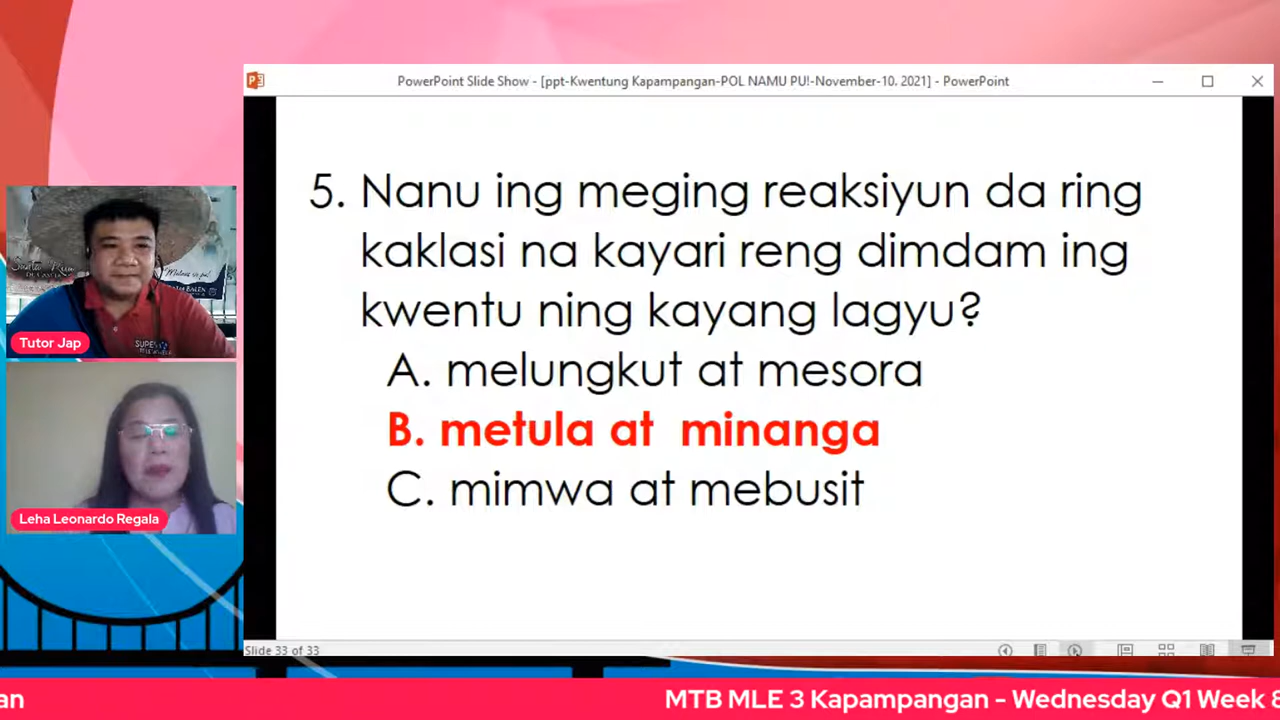 PowerPoint Slide Show - [ppt-Kwentung Kapampangan-POL NAMU PU!-November-10, 2021] - PowerPoint
5. Nanu ing meging reaksiyun da ring
kaklasi na kayari reng dimdam ing
kwentu ning kayang lagyu?
A. melungkut at mesora
B. metula at minanga
C. mimwa at mebusit
Tutor Jap
Leha Leonardo Regala
Slide 33 of 33
an
MTB MLE 3 Kapampangan - Wednesday Q1 Week 8